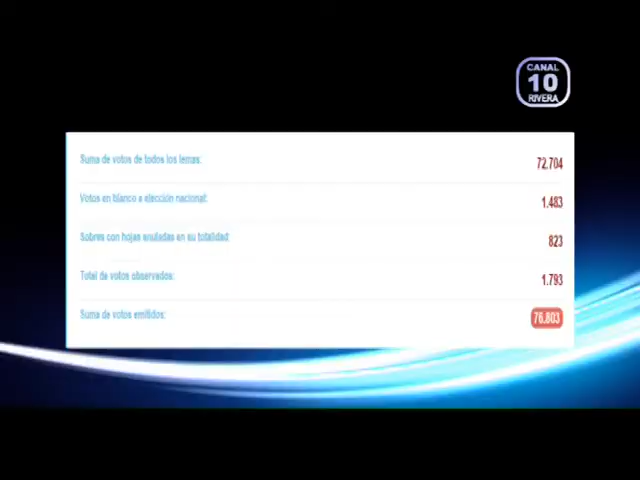 CANAL
10
RIVERA
Suma de votos de todos los lemas: 72.704
Votos en blanco a elección nacional: 1.483
Sobres con hojas anuladas en su totalidad: 823
Total de votos observados: 1.793
Suma de votos emitidos: 76.803